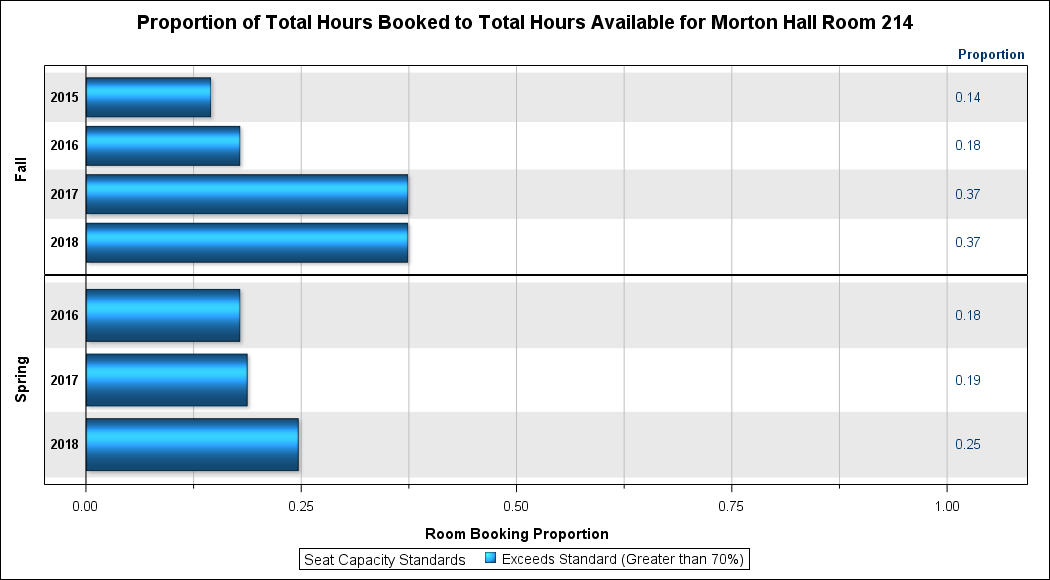 Proportion of Total Hours Booked to Total Hours Available for Morton Hall Room 214
Proportion
Fall
2015 0.14
2016 0.18
2017 0.37
2018 0.37
Spring
2016 0.18
2017 0.19
2018 0.25
0.00 0.25 0.50 0.75 1.00
Room Booking Proportion
Seat Capacity Standards Exceeds Standard (Greater than 70%)